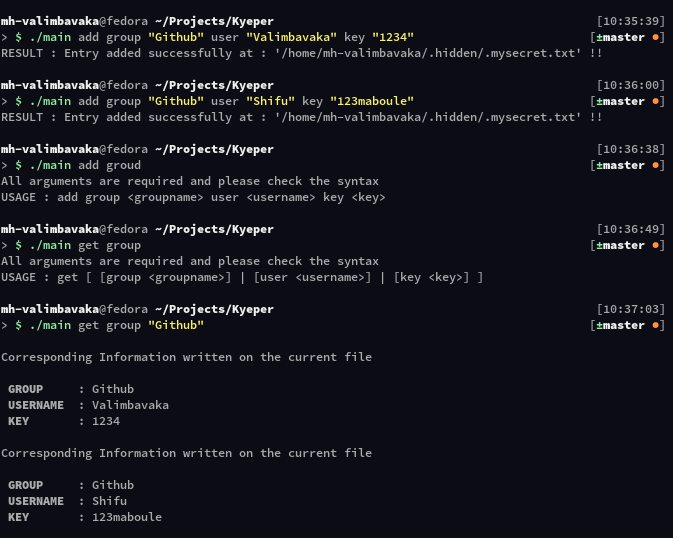 mh-valimbavaka@fedora ~/Projects/Kyeper [10:35:39]
> $ ./main add group "Github" user "Valimbavaka" key "1234" [±master ●]
RESULT : Entry added successfully at : '/home/mh-valimbavaka/.hidden/.mysecret.txt' !!
mh-valimbavaka@fedora ~/Projects/Kyeper [10:36:00]
> $ ./main add group "Github" user "Shifu" key "123maboule" [±master ●]
RESULT : Entry added successfully at : '/home/mh-valimbavaka/.hidden/.mysecret.txt' !!
mh-valimbavaka@fedora ~/Projects/Kyeper [10:36:38]
> $ ./main add groud [±master ●]
All arguments are required and please check the syntax
USAGE : add group <groupname> user <username> key <key>
mh-valimbavaka@fedora ~/Projects/Kyeper [10:36:49]
> $ ./main get group [±master ●]
All arguments are required and please check the syntax
USAGE : get [ [group <groupname>] | [user <username>] | [key <key>] ]
mh-valimbavaka@fedora ~/Projects/Kyeper [10:37:03]
> $ ./main get group "Github" [±master ●]
Corresponding Information written on the current file
GROUP : Github
USERNAME : Valimbavaka
KEY : 1234
Corresponding Information written on the current file
GROUP : Github
USERNAME : Shifu
KEY : 123maboule